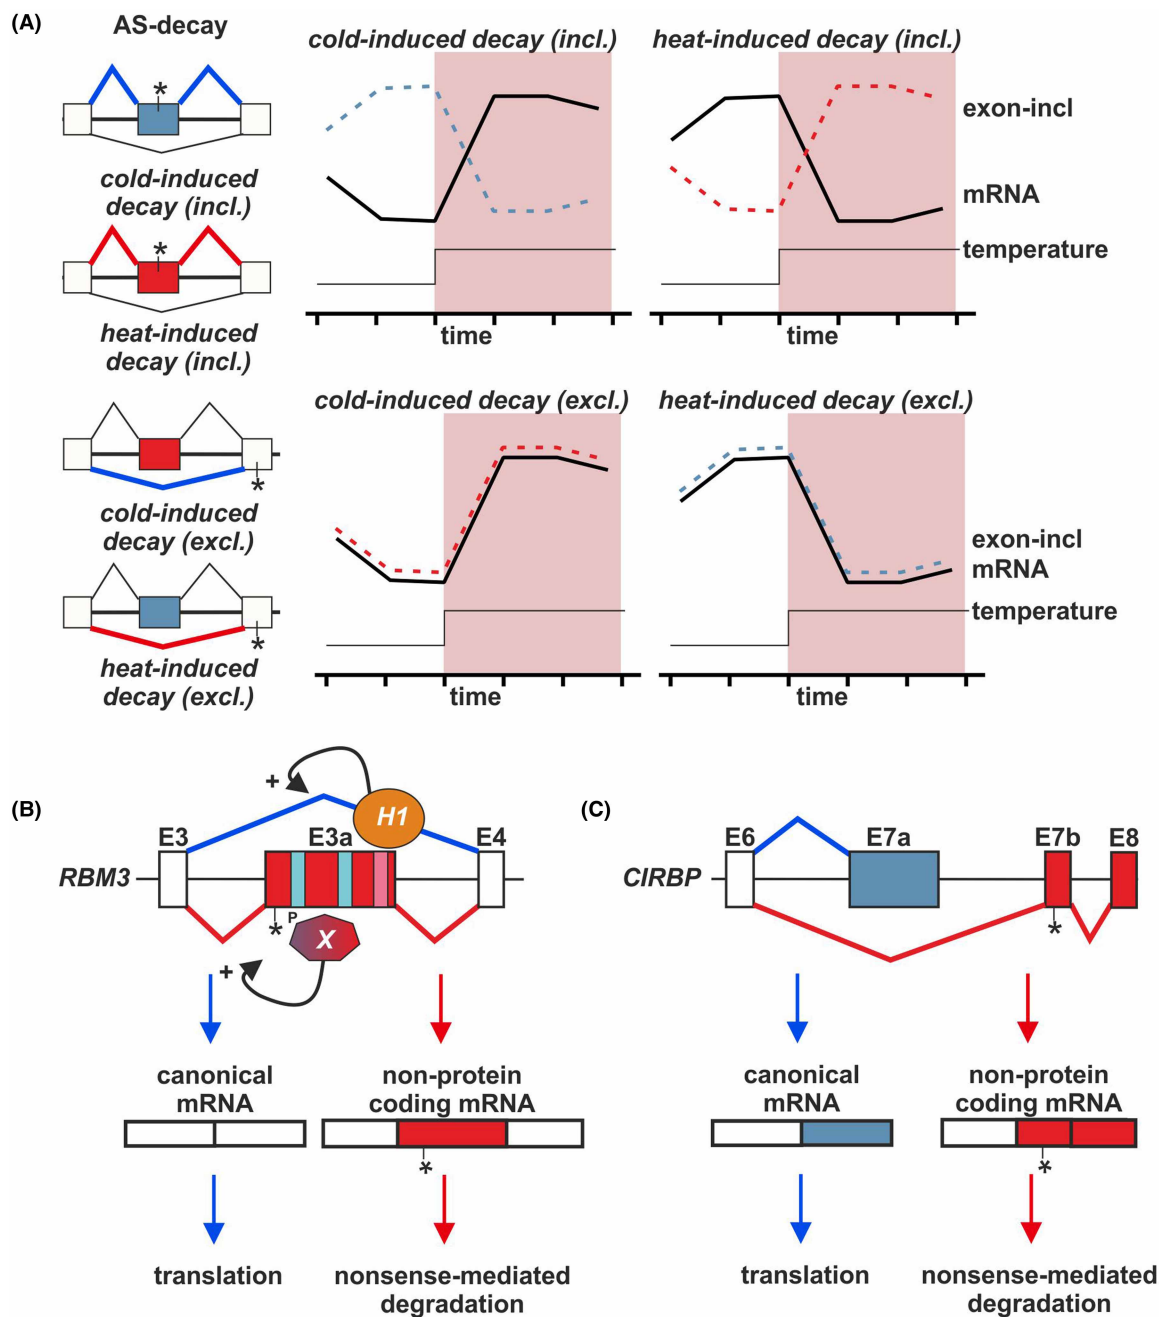 (A)
AS-decay
cold-induced decay (incl.)
heat-induced decay (incl.)
*
exon-incl
mRNA
cold-induced
decay (incl.)
*
temperature
time
time
heat-induced
decay (incl.)
cold-induced decay (excl.)
heat-induced decay (excl.)
*
cold-induced
decay (excl.)
exon-incl
mRNA
temperature
*
heat-induced
decay (excl.)
time
time
(B)
+
H1
E3
E3a
E4
RBM3
*
P
X
+
canonical
mRNA
non-protein
coding mRNA
*
translation
nonsense-mediated
degradation
(C)
E6
E7a
E7b
E8
CIRBP
*
canonical
mRNA
non-protein
coding mRNA
*
translation
nonsense-mediated
degradation